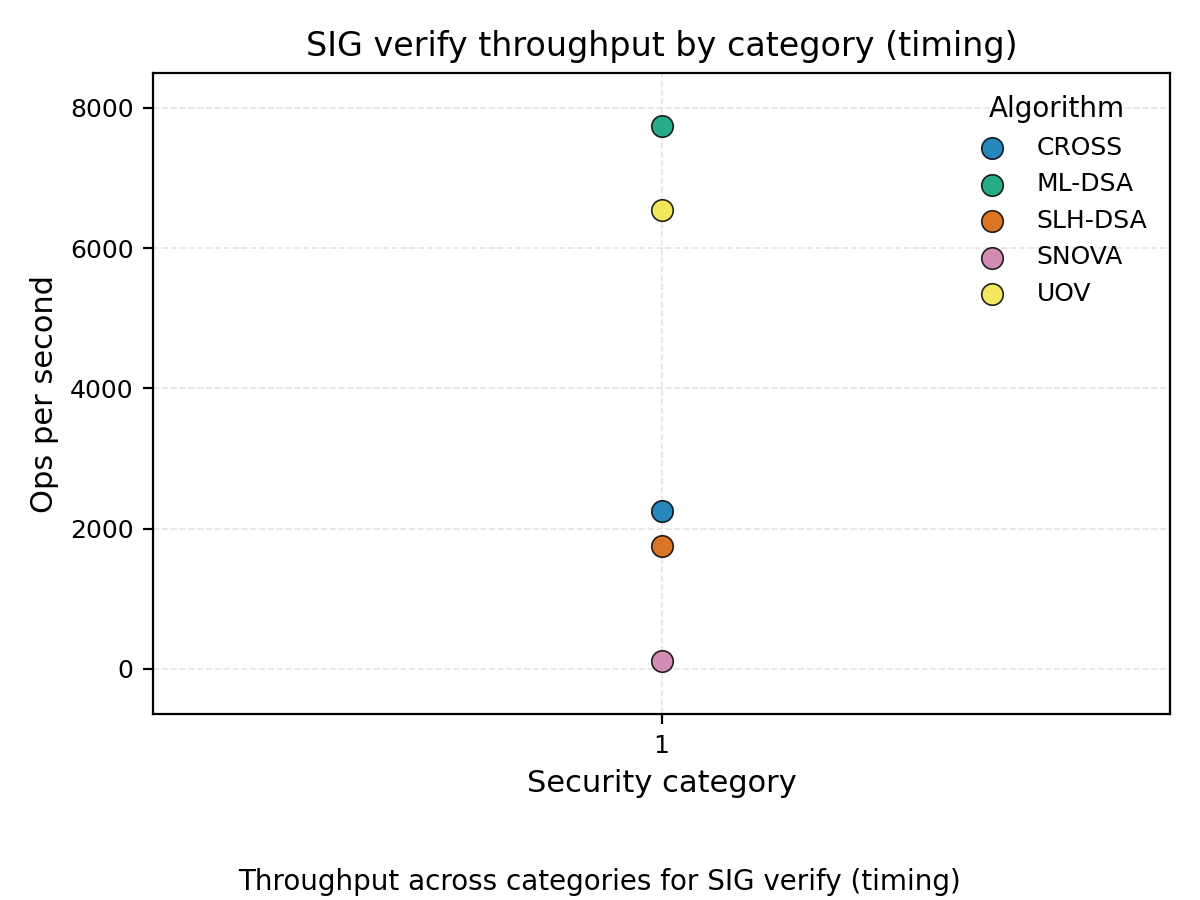 SIG verify throughput by category (timing)
Ops per second
8000
6000
4000
2000
0
Algorithm
CROSS
ML-DSA
SLH-DSA
SNOVA
UOV
1
Security category
Throughput across categories for SIG verify (timing)